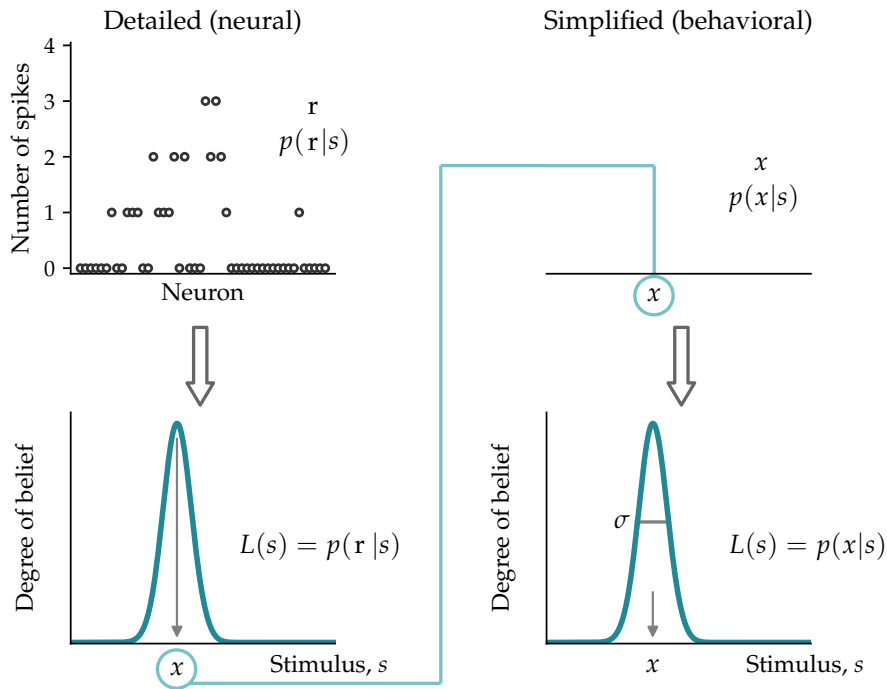 Detailed (neural)
4
3
2
1
0
Number of spikes
r
p(r|s)
Neuron
Degree of belief
L(s) = p(r|s)
x
Stimulus, s
Simplified (behavioral)
x
p(x|s)
x
Degree of belief
σ
L(s) = p(x|s)
x
Stimulus, s